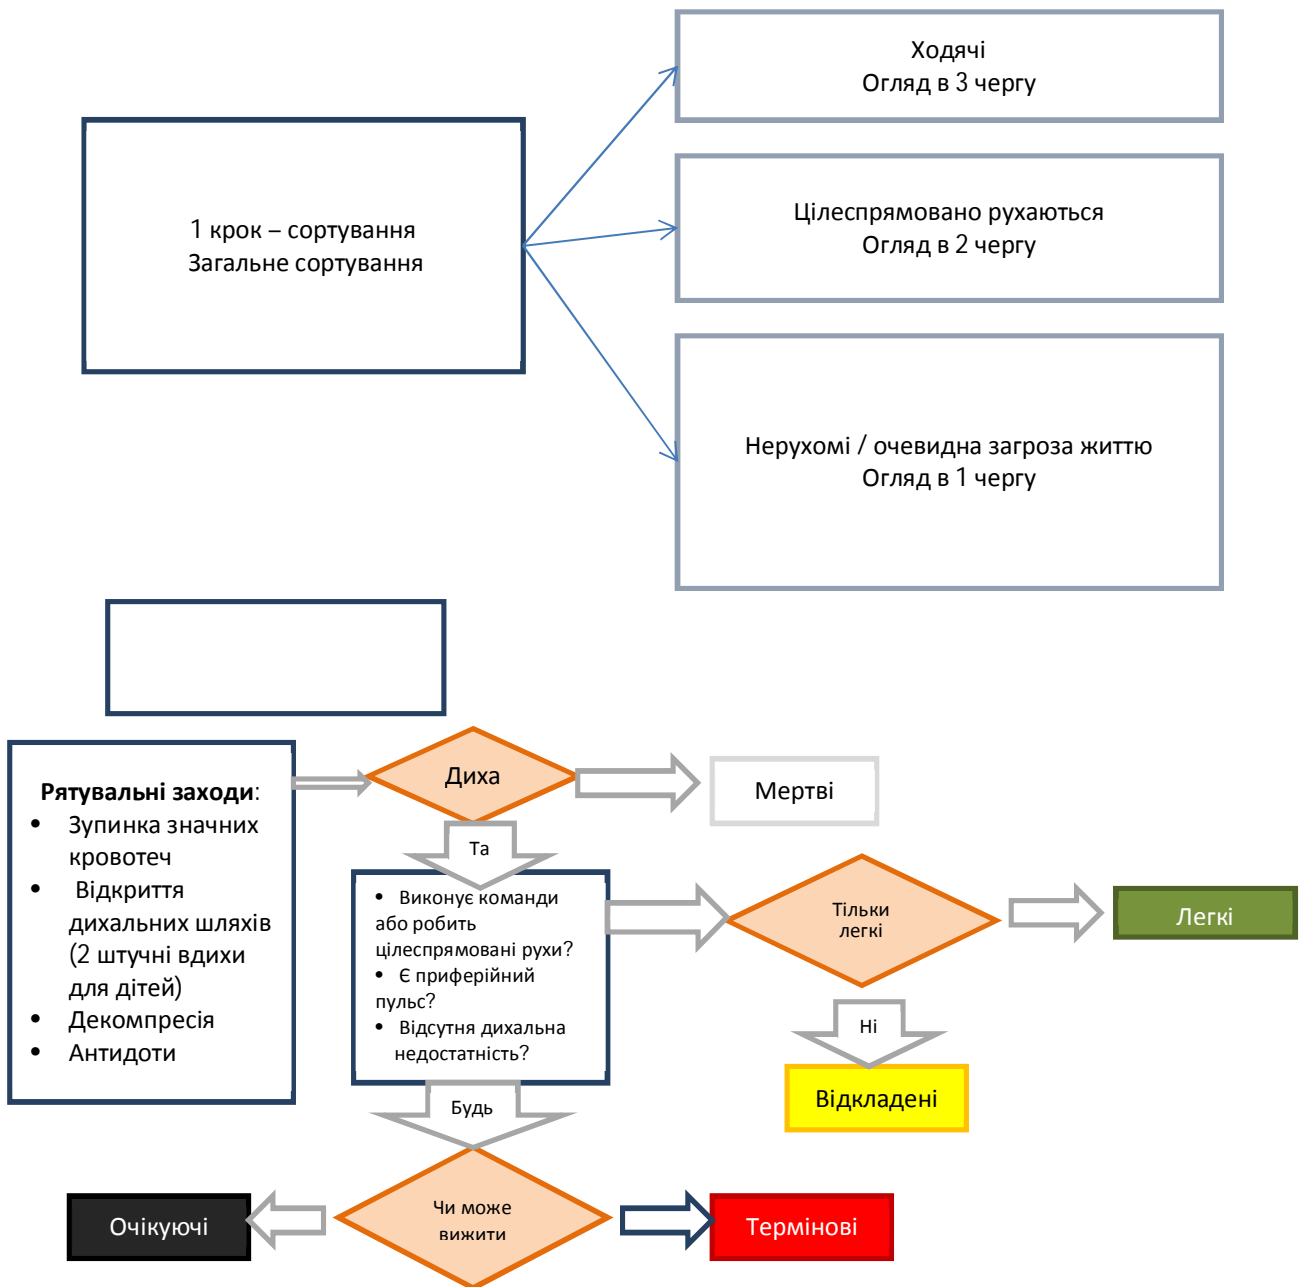 Ходячі
Огляд в 3 чергу
1 крок – сортування
Загальне сортування
Цілеспрямовано рухаються
Огляд в 2 чергу
Нерухомі / очевидна загроза життю
Огляд в 1 чергу
Рятувальні заходи:
• Зупинка значних
кровотеч
• Відкриття
дихальних шляхів
(2 штучні вдихи
для дітей)
• Декомпресія
• Антидоти
Диха
Мертві
Та
• Виконує команди
або робить
цілеспрямовані рухи?
• Є приферійний
пульс?
• Відсутня дихальна
недостатність?
Тільки
легкі
Легкі
Ні
Відкладені
Будь
Чи може
вижити
Очікуючі
Термінові